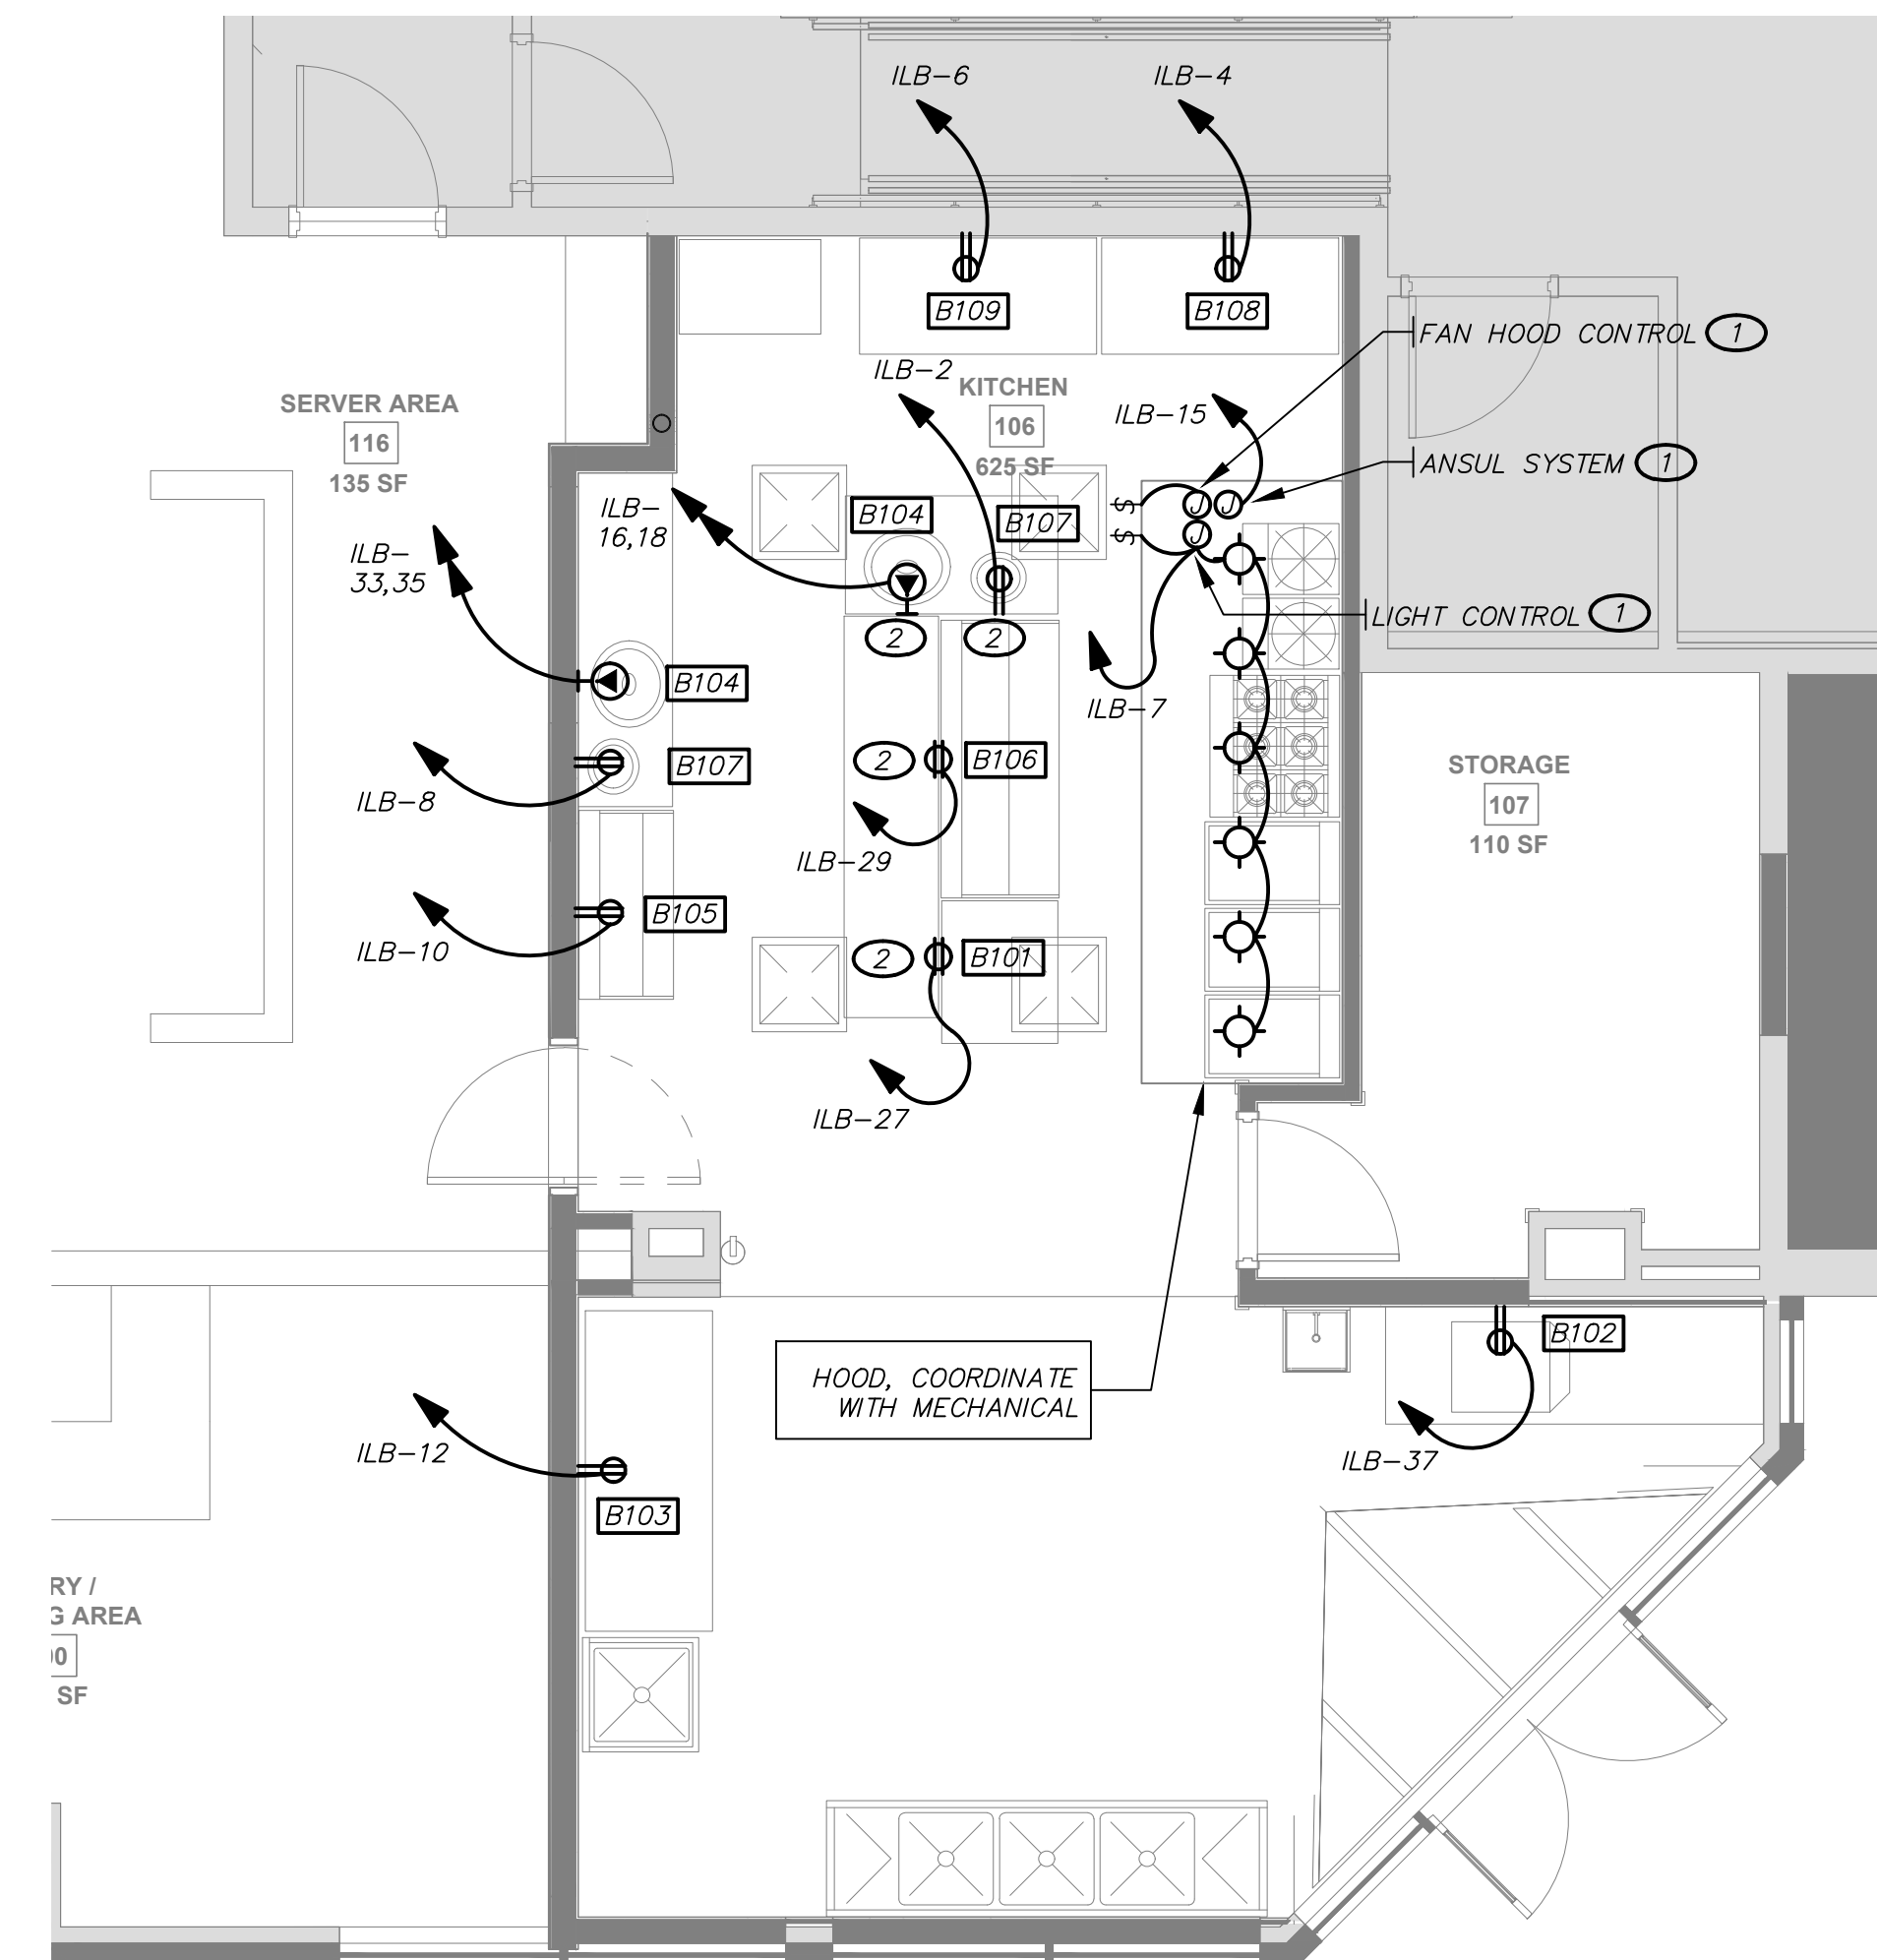 ILB-6
ILB-4
B109
B108
FAN HOOD CONTROL 1
ILB-2
KITCHEN
106
625 SF
ILB-15
SERVER AREA
116
135 SF
ANSUL SYSTEM 1
ILB-
16,18
B104
B107
S
J
J
S
J
ILB-
33,35
LIGHT CONTROL 1
2
2
B104
ILB-7
B107
2
B106
STORAGE
107
110 SF
ILB-8
ILB-29
B105
ILB-10
2
B101
ILB-27
B102
HOOD, COORDINATE
WITH MECHANICAL
ILB-12
ILB-37
B103
RY /
G AREA
00
SF